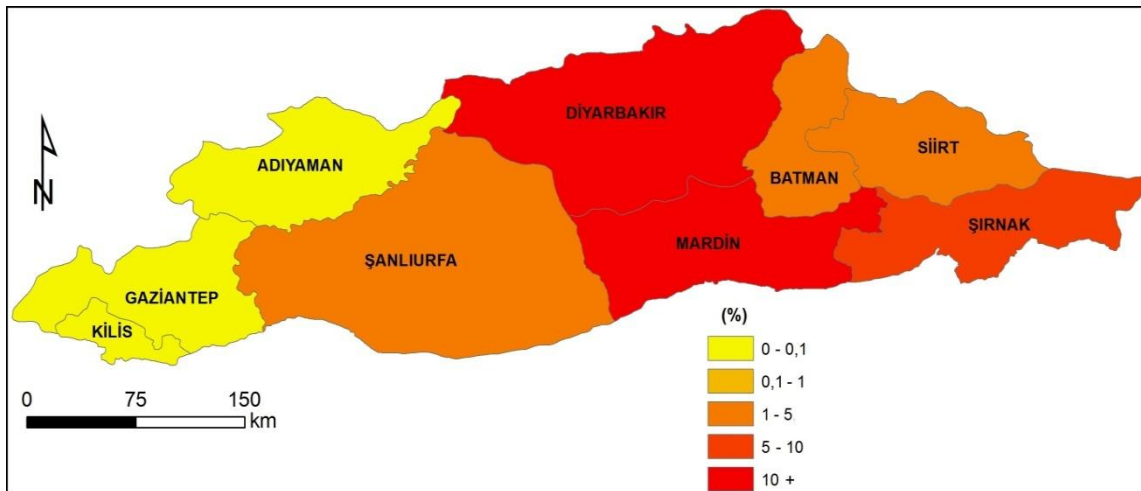 DİYARBAKIR
SİİRT
ADIYAMAN
BATMAN
N
ŞIRNAK
MARDİN
ŞANLIURFA
GAZİANTEP
KİLİS
(%)
0 - 0,1
0,1 - 1
1 - 5
5 - 10
10 +
0 75 150
km